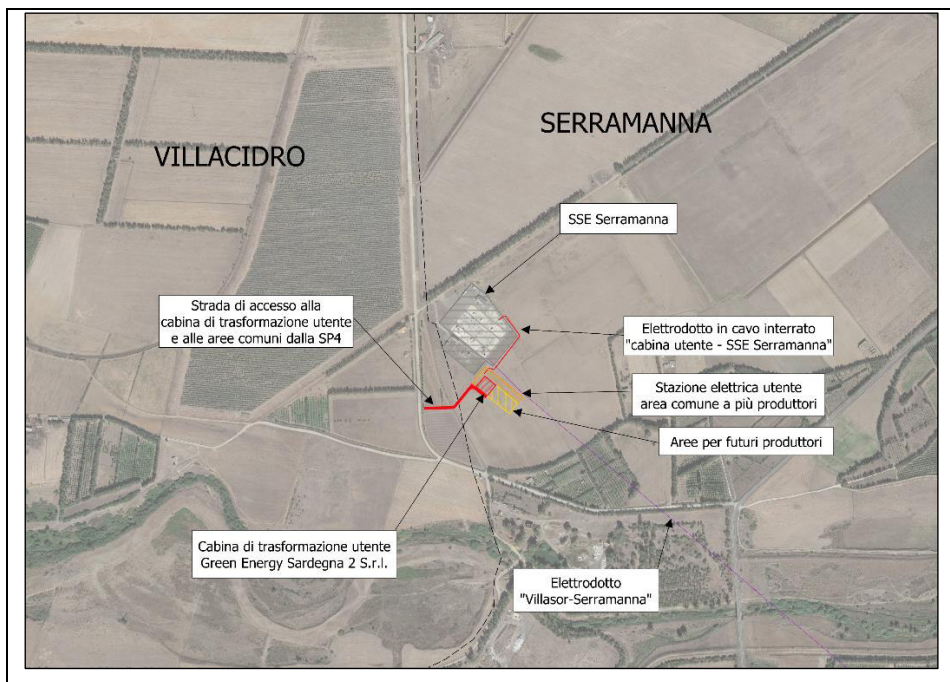 SERRAMANNA
VILLACIDRO
SSE Serramanna
Strada di accesso alla
cabina di trasformazione utente
e alle aree comuni dalla SP4
Elettrodotto in cavo interrato
"cabina utente - SSE Serramanna"
Stazione elettrica utente
area comune a più produttori
Aree per futuri produttori
Cabina di trasformazione utente
Green Energy Sardegna 2 S.r.l.
Elettrodotto
"Villasor-Serramanna"